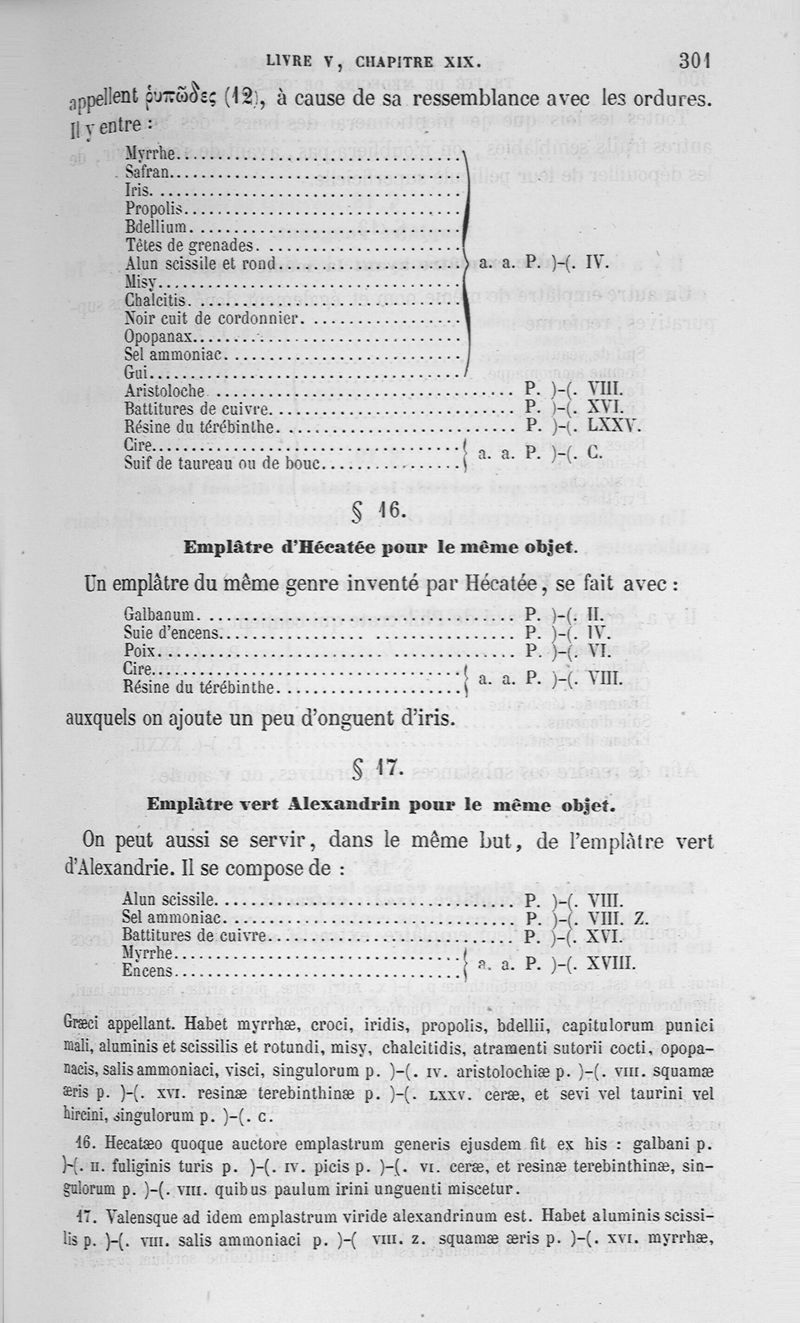 LIVRE V, CHAPITRE XIX. 301
appellent ῥυπῶδες (12), à cause de sa ressemblance avec les ordures.
Il y entre :
Myrrhe
Safran
Iris
Propolis
Bdellium
Têtes de grenades
Alun scissile et rond
Misy
Chalcitis
Noir cuit de cordonnier
Opopanax
Sel ammoniac
Gui
a. a. P. )-(. IV.
Aristoloche P. )-(. VIII.
Battitures de cuivre P. )-(. XVI.
Résine du térébinthe P. )-(. LXXV.
Cire
Suif de taureau ou de bouc
a. a. P. )-(. C.
§ 16.
Emplâtre d'Hécatée pour le même objet.
Un emplâtre du même genre inventé par Hécatée, se fait avec :
Galbanum P. )-(. II.
Suie d'encens P. )-(. IV.
Poix P. )-(. VI.
Cire
Résine du térébinthe
a. a. P. )-(. VIII.
auxquels on ajoute un peu d'onguent d'iris.
§ 17.
Emplâtre vert Alexandrin pour le même objet.
On peut aussi se servir, dans le même but, de l'emplâtre vert
d'Alexandrie. Il se compose de :
Alun scissile P. )-(. VIII.
Sel ammoniac P. )-(. VIII. Z.
Battitures de cuivre P. )-(. XVI.
Myrrhe
Encens
a. a. P. )-(. XVIII.
Græci appellant. Habet myrrhæ, croci, iridis, propolis, bdellii, capitulorum punici
mali, aluminis et scissilis et rotundi, misy, chalcitidis, atramenti sutorii cocti, opopa-
nacis, salis ammoniaci, visci, singulorum p. )-(. IV. aristolochiæ p. )-(. VIII. squamæ
æris p. )-(. XVI. resinæ terebinthinæ p. )-(. LXXV. ceræ, et sevi vel taurini vel
hircini, singulorum p. )-(. C.
16. Hecatæo quoque auctore emplastrum generis ejusdem fit ex his : galbani p.
)-(. II. fuliginis turis p. )-(. IV. picis p. )-(. VI. ceræ, et resinæ terebinthinæ, sin-
gulorum p. )-(. VIII. quibus paulum irini unguenti miscetur.
17. Valensque ad idem emplastrum viride alexandrinum est. Habet aluminis scissi-
lis p. )-(. VIII. salis ammoniaci p. )-( VIII. Z. squamæ æris p. )-(. XVI. myrrhæ,